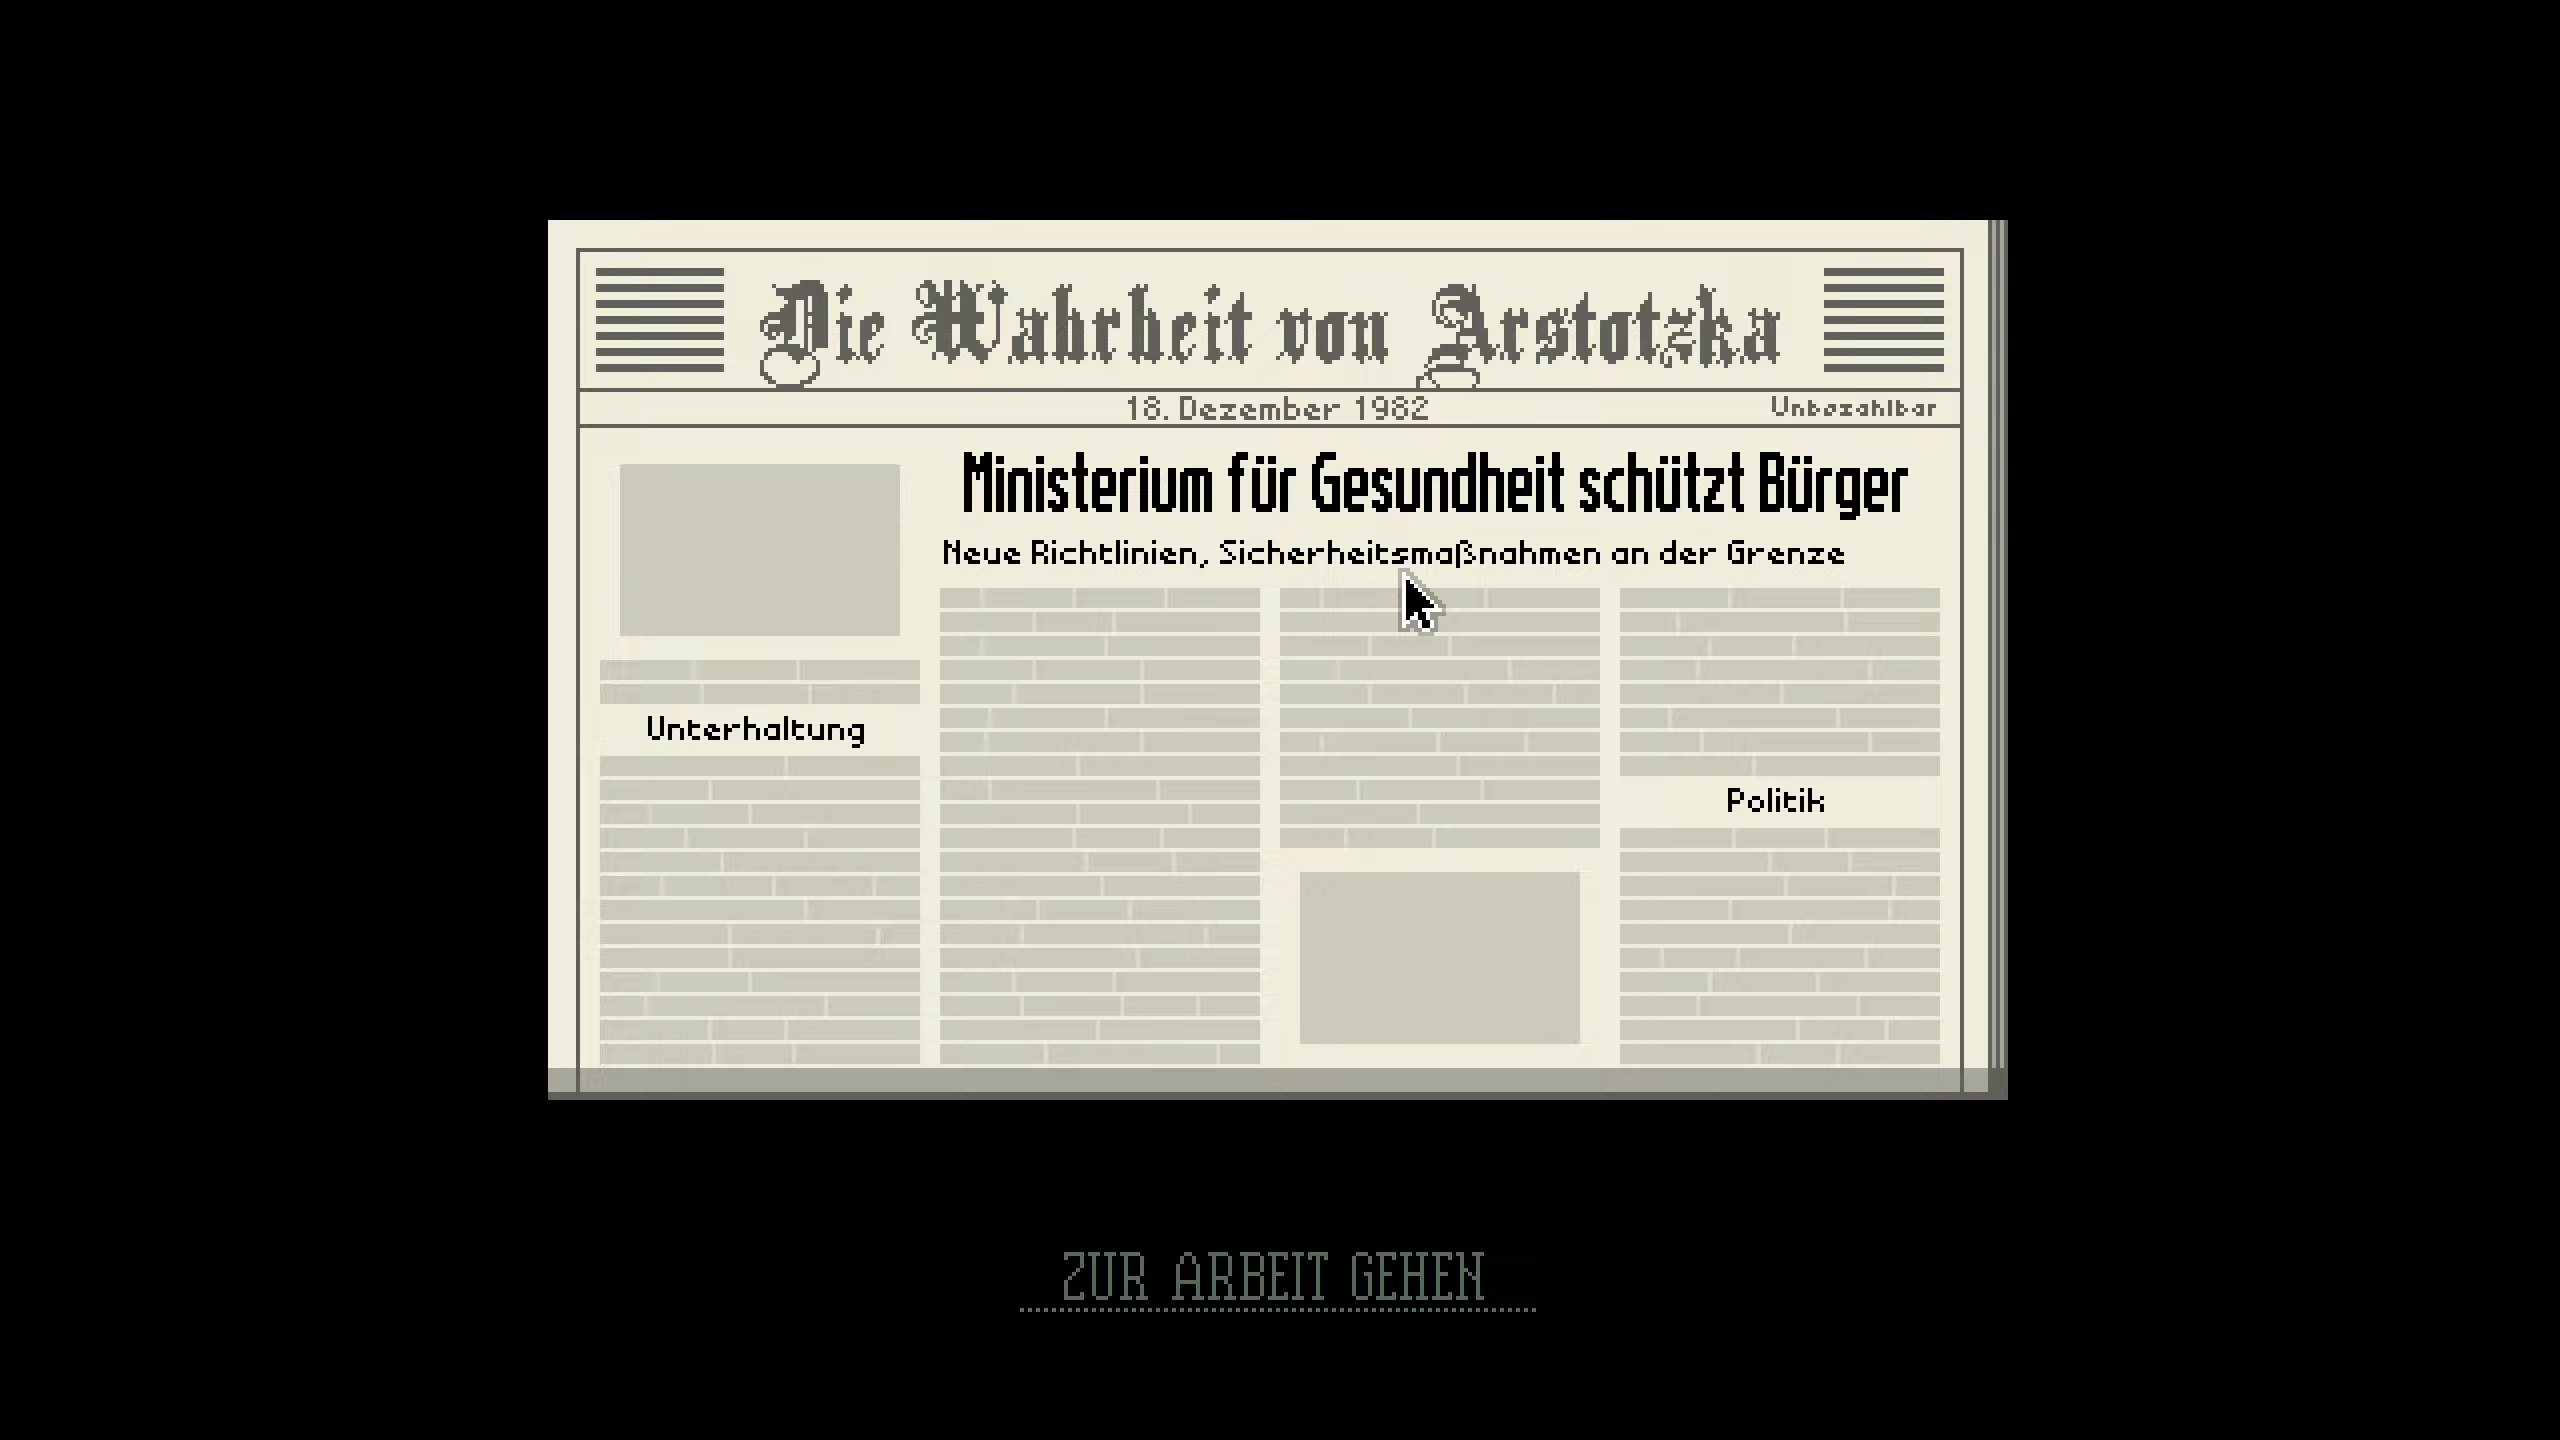 Die Wahrheit von Arstotzka
18. Dezember 1982
Unbezahlbar
Ministerium für Gesundheit schützt Bürger
Neue Richtlinien, Sicherheitsmaßnahmen an der Grenze
Unterhaltung
Politik
ZUR ARBEIT GEHEN